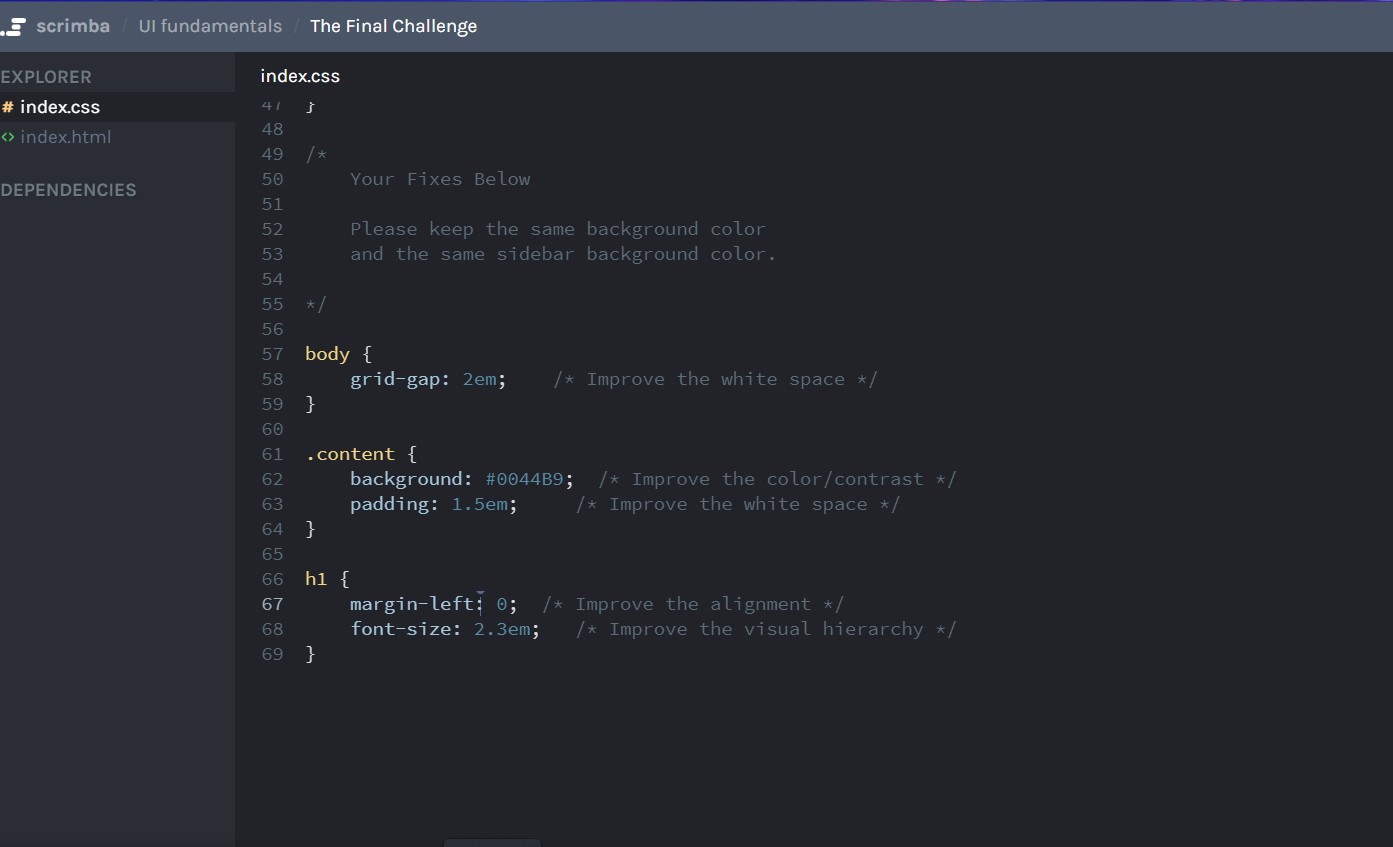 scrimba / UI fundamentals / The Final Challenge
EXPLORER
# index.css
<> index.html
DEPENDENCIES
index.css
47 }
48
49 /*
50     Your Fixes Below
51
52     Please keep the same background color
53     and the same sidebar background color.
54
55 */
56
57 body {
58     grid-gap: 2em;    /* Improve the white space */
59 }
60
61 .content {
62     background: #0044B9;  /* Improve the color/contrast */
63     padding: 1.5em;     /* Improve the white space */
64 }
65
66 h1 {
67     margin-left: 0;  /* Improve the alignment */
68     font-size: 2.3em;   /* Improve the visual hierarchy */
69 }